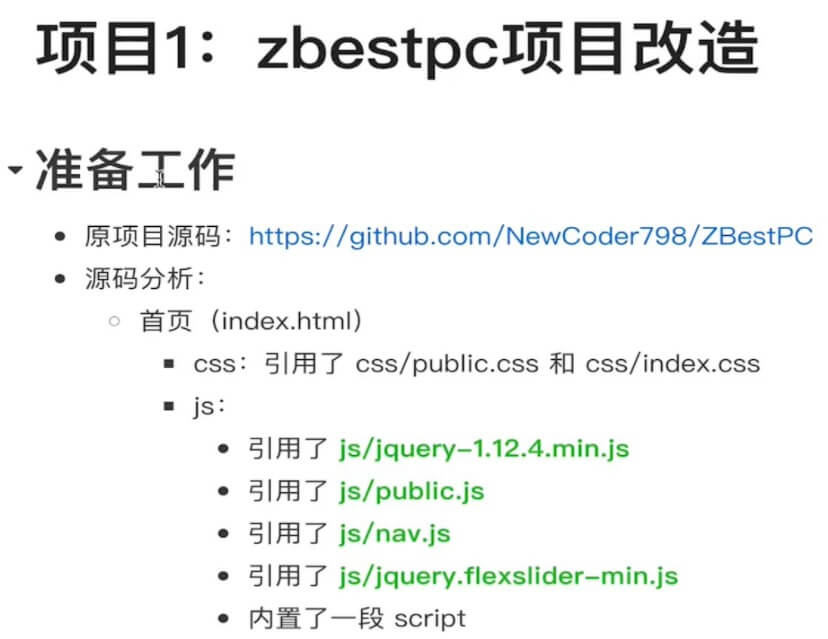 项目1：zbestpc项目改造
准备工作
原项目源码：https://github.com/NewCoder798/ZBestPC
源码分析：
首页（index.html）
css：引用了 css/public.css 和 css/index.css
js：
引用了 js/jquery-1.12.4.min.js
引用了 js/public.js
引用了 js/nav.js
引用了 js/jquery.flexslider-min.js
内置了一段 script